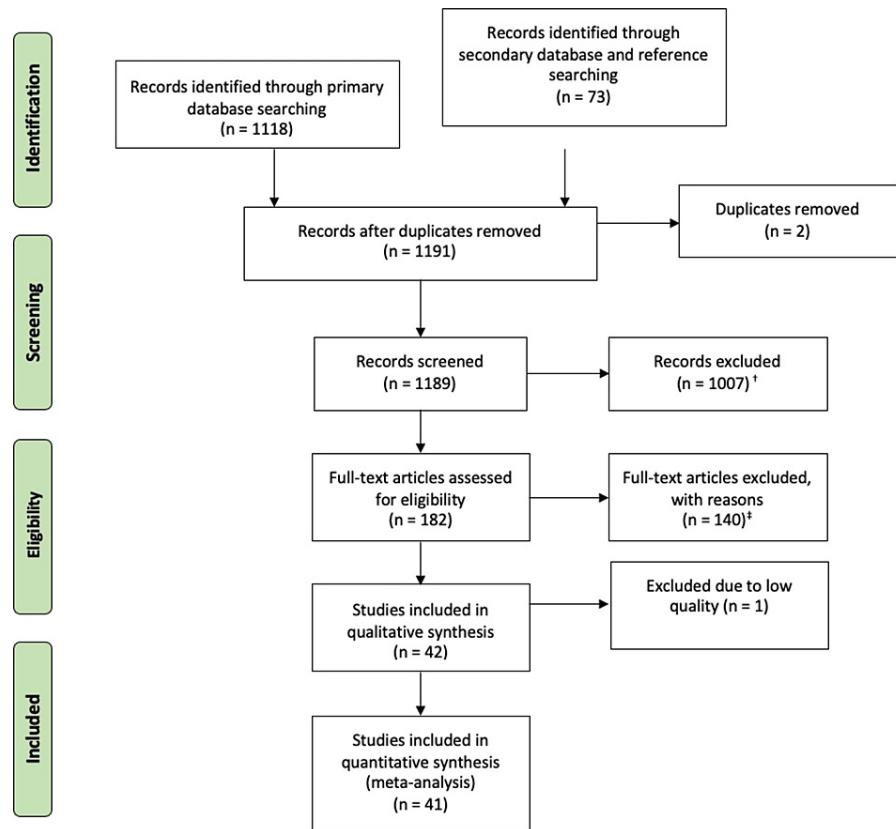 Identification
Records identified through primary
database searching
(n = 1118)
Records identified through
secondary database and reference
searching
(n = 73)
Records after duplicates removed
(n = 1191)
Duplicates removed
(n = 2)
Screening
Records screened
(n = 1189)
Records excluded
(n = 1007) †
Eligibility
Full-text articles assessed
for eligibility
(n = 182)
Full-text articles excluded,
with reasons
(n = 140)‡
Studies included in
qualitative synthesis
(n = 42)
Excluded due to low
quality (n = 1)
Included
Studies included in
quantitative synthesis
(meta-analysis)
(n = 41)